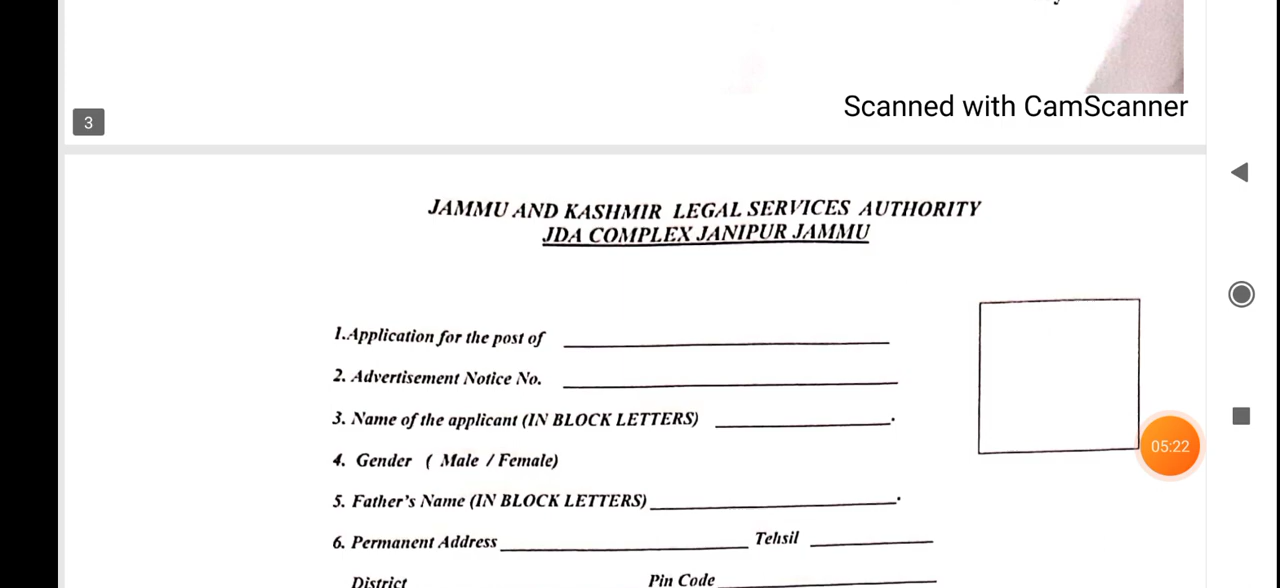 Scanned with CamScanner
3
JAMMU AND KASHMIR LEGAL SERVICES AUTHORITY
JDA COMPLEX JANIPUR JAMMU
1.Application for the post of
2. Advertisement Notice No.
3. Name of the applicant (IN BLOCK LETTERS) .
4. Gender ( Male / Female)
05:22
5. Father's Name (IN BLOCK LETTERS) .
6. Permanent Address Tehsil
District Pin Code